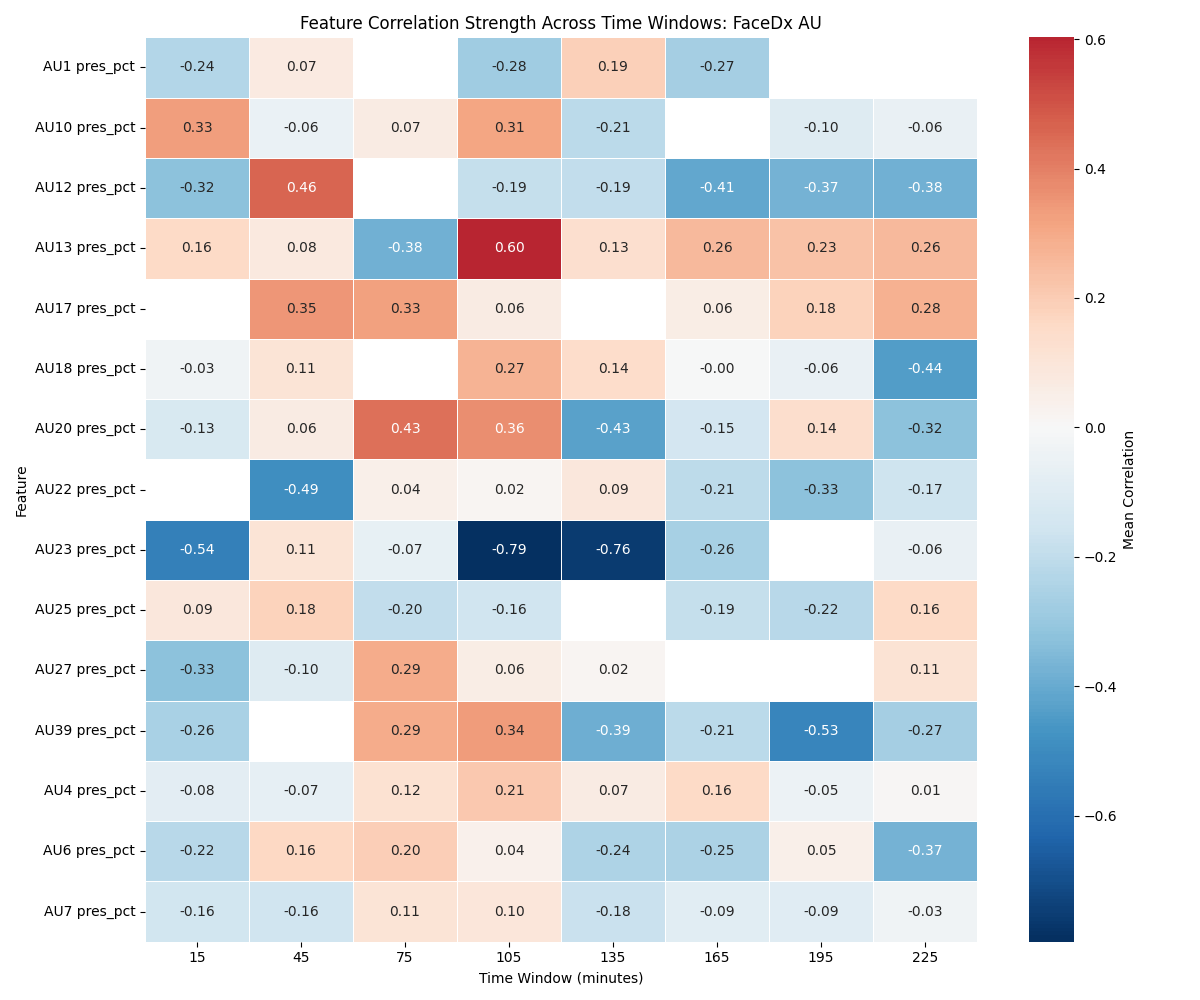 Feature Correlation Strength Across Time Windows: FaceDx AU
AU1 pres_pct -0.24 0.07 -0.28 0.19 -0.27
AU10 pres_pct 0.33 -0.06 0.07 0.31 -0.21 -0.10 -0.06
AU12 pres_pct -0.32 0.46 -0.19 -0.19 -0.41 -0.37 -0.38
AU13 pres_pct 0.16 0.08 -0.38 0.60 0.13 0.26 0.23 0.26
AU17 pres_pct 0.35 0.33 0.06 0.06 0.18 0.28
AU18 pres_pct -0.03 0.11 0.27 0.14 -0.00 -0.06 -0.44
AU20 pres_pct -0.13 0.06 0.43 0.36 -0.43 -0.15 0.14 -0.32
AU22 pres_pct -0.49 0.04 0.02 0.09 -0.21 -0.33 -0.17
AU23 pres_pct -0.54 0.11 -0.07 -0.79 -0.76 -0.26 -0.06
AU25 pres_pct 0.09 0.18 -0.20 -0.16 -0.19 -0.22 0.16
AU27 pres_pct -0.33 -0.10 0.29 0.06 0.02 0.11
AU39 pres_pct -0.26 0.29 0.34 -0.39 -0.21 -0.53 -0.27
AU4 pres_pct -0.08 -0.07 0.12 0.21 0.07 0.16 -0.05 0.01
AU6 pres_pct -0.22 0.16 0.20 0.04 -0.24 -0.25 0.05 -0.37
AU7 pres_pct -0.16 -0.16 0.11 0.10 -0.18 -0.09 -0.09 -0.03
15 45 75 105 135 165 195 225
Time Window (minutes)
Feature
0.6
0.4
0.2
0.0
−0.2
−0.4
−0.6
Mean Correlation